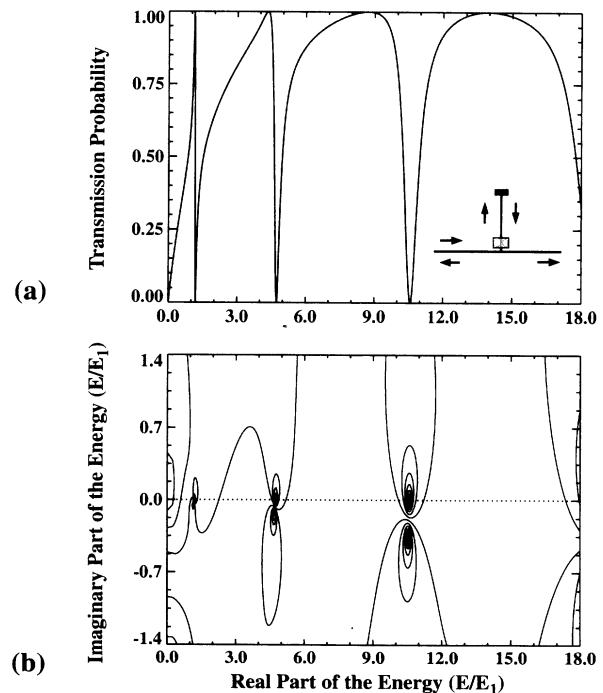 1.00
0.75
0.50
0.25
0.00
Transmission Probability
(a)
0.0 3.0 6.0 9.0 12.0 15.0 18.0
1.4
0.7
0.0
-0.7
-1.4
Imaginary Part of the Energy (E/E₁)
(b)
0.0 3.0 6.0 9.0 12.0 15.0 18.0
Real Part of the Energy (E/E₁)